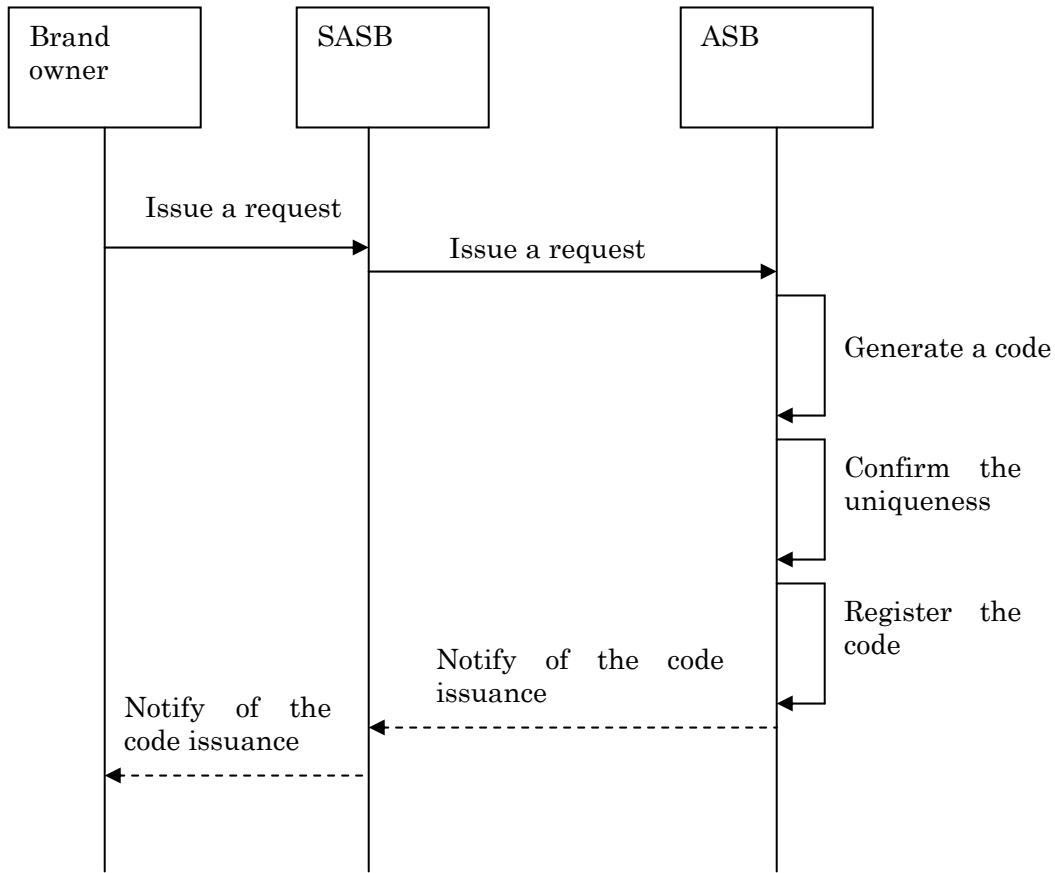 Brand
owner
SASB
ASB
Issue a request
Issue a request
Generate a code
Confirm the
uniqueness
Register the
code
Notify of the code
issuance
Notify of the
code issuance